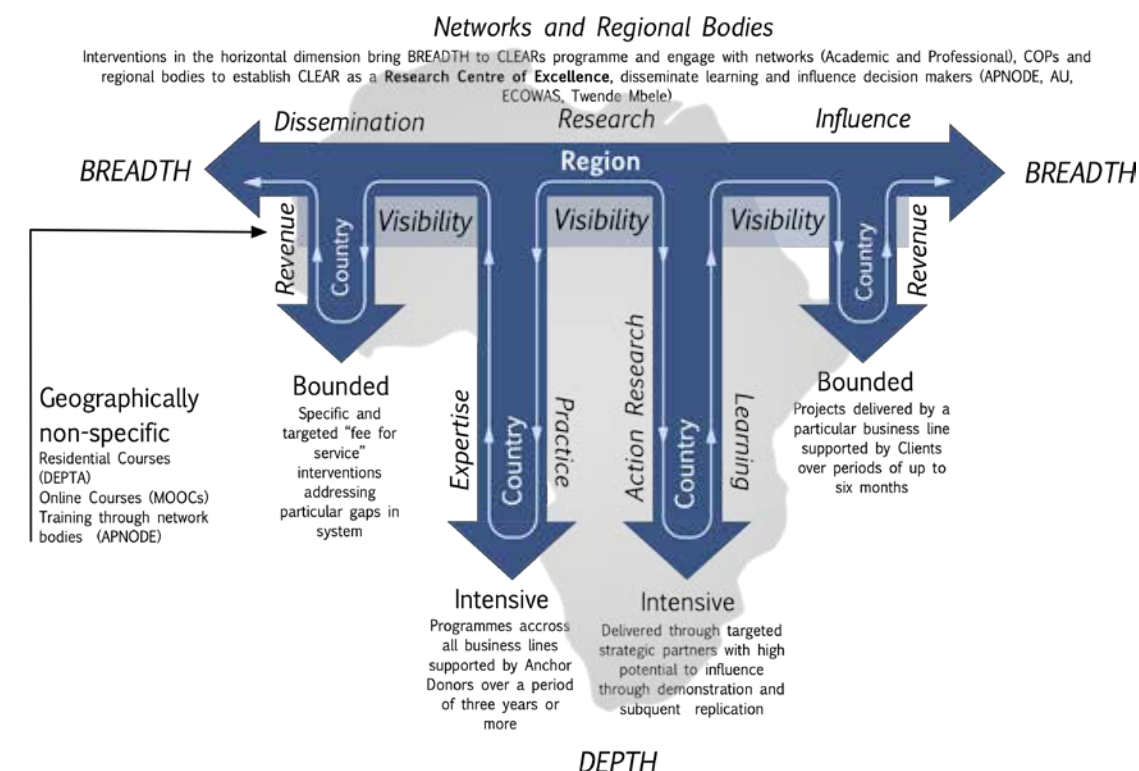 Networks and Regional Bodies
Interventions in the horizontal dimension bring BREADTH to CLEARs programme and engage with networks (Academic and Professional), COPs and
regional bodies to establish CLEAR as a Research Centre of Excellence, disseminate learning and influence decision makers (APNODE, AU,
ECOWAS, Twende Mbele)
Dissemination
Research
Influence
BREADTH
Region
BREADTH
Revenue
Country
Visibility
Visibility
Visibility
Country
Revenue
Geographically
non-specific
Residential Courses
(DEPTA)
Online Courses (MOOCs)
Training through network
bodies (APNODE)
Bounded
Specific and
targeted “fee for
service”
interventions
addressing
particular gaps in
system
Expertise
Country
Practice
Action Research
Country
Learning
Bounded
Projects delivered by a
particular business line
supported by Clients
over periods of up to
six months
Intensive
Programmes accross
all business lines
supported by Anchor
Donors over a period
of three years or
more
Intensive
Delivered through targeted
strategic partners with high
potential to influence
through demonstration and
subquent replication
DEPTH